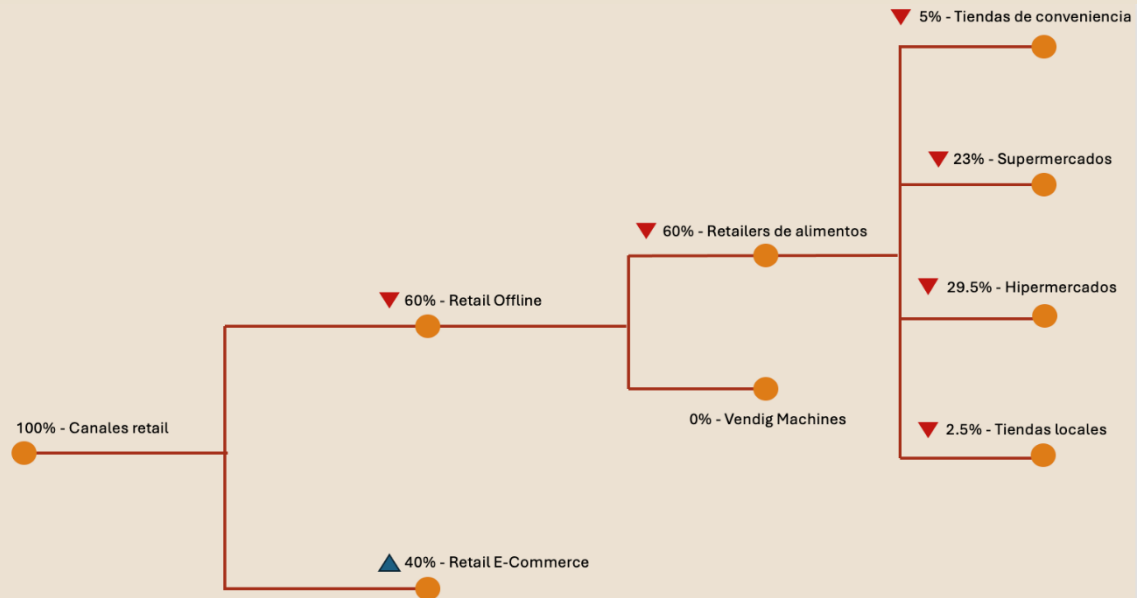 5% - Tiendas de conveniencia
23% - Supermercados
60% - Retailers de alimentos
29.5% - Hipermercados
60% - Retail Offline
0% - Vendig Machines
100% - Canales retail
2.5% - Tiendas locales
40% - Retail E-Commerce